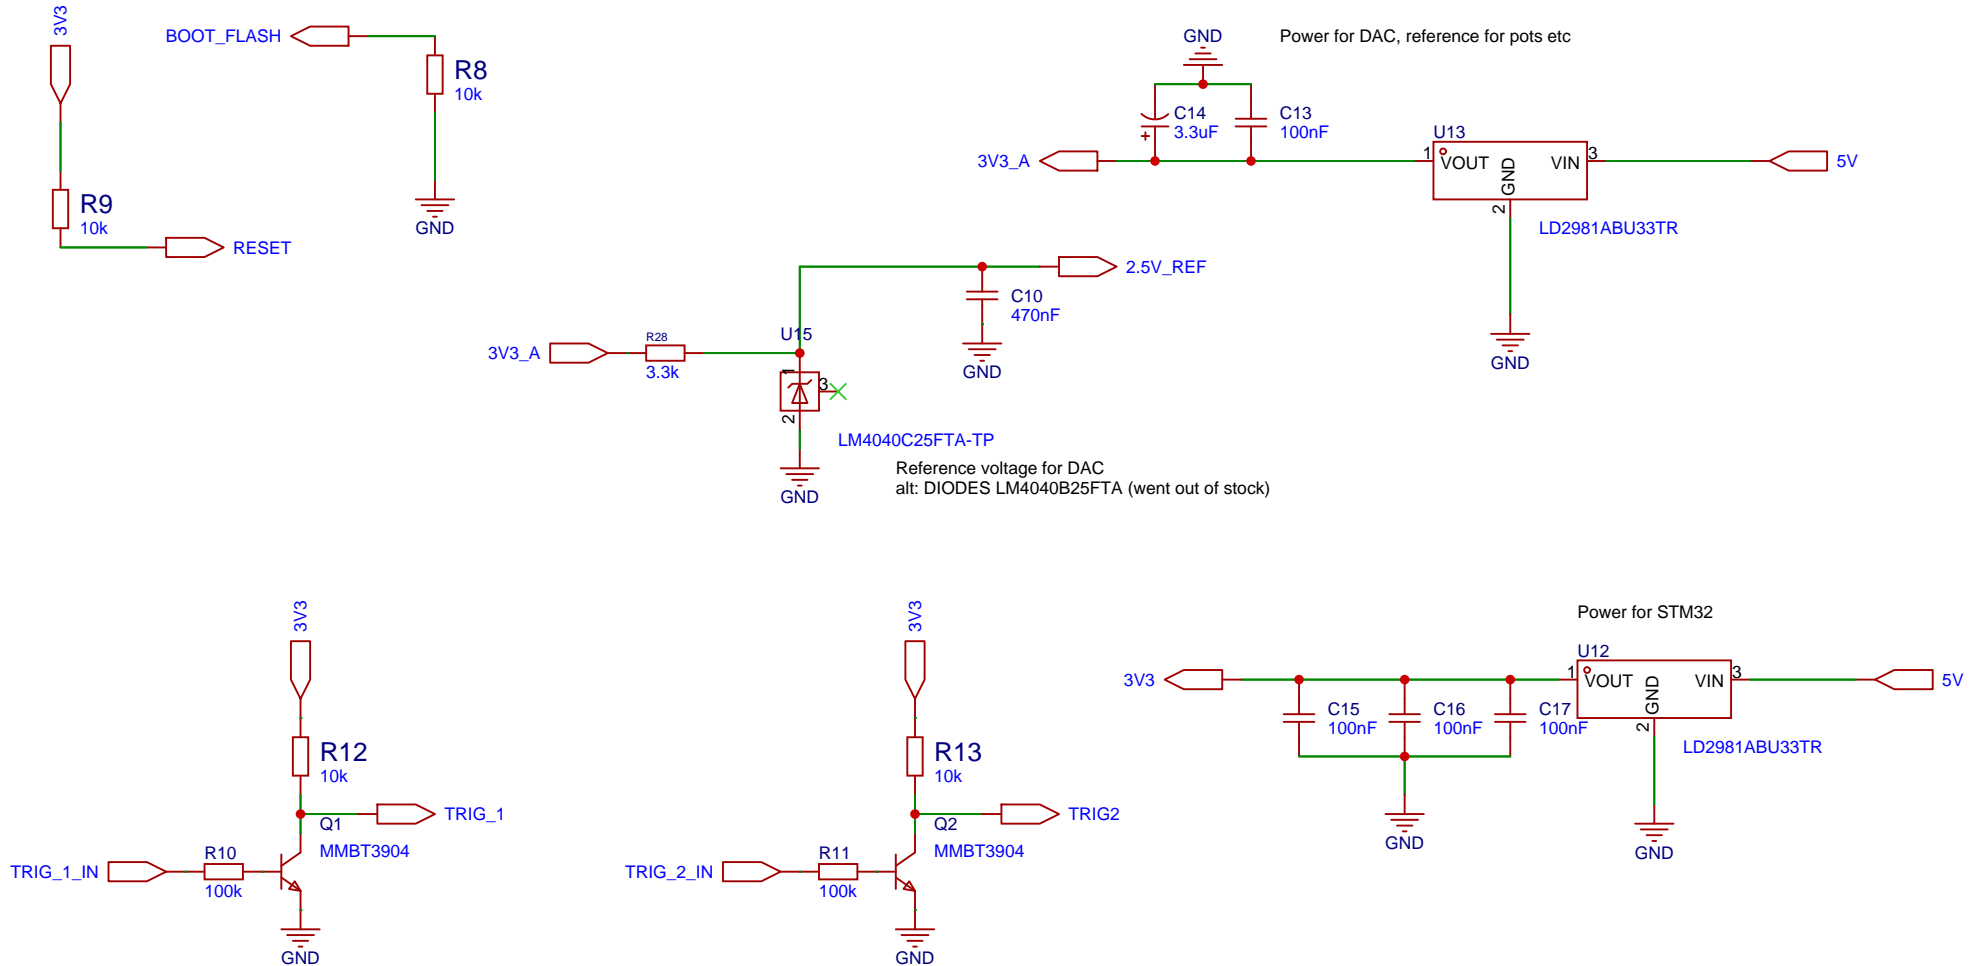 3V3
BOOT_FLASH
R8
10k
GND
R9
10k
RESET
GND
Power for DAC, reference for pots etc
C14
3.3uF
+
C13
100nF
3V3_A
U13
1
VOUT
GND
VIN
3
2
5V
LD2981ABU33TR
GND
2.5V_REF
C10
470nF
GND
3V3_A
R28
3.3k
U15
1
3
2
LM4040C25FTA-TP
GND
Reference voltage for DAC
alt: DIODES LM4040B25FTA (went out of stock)
3V3
R12
10k
TRIG_1
Q1
MMBT3904
TRIG_1_IN
R10
100k
GND
3V3
R13
10k
TRIG2
Q2
MMBT3904
TRIG_2_IN
R11
100k
GND
Power for STM32
U12
3V3
1
VOUT
GND
VIN
3
2
5V
C15
100nF
C16
100nF
C17
100nF
LD2981ABU33TR
GND
GND